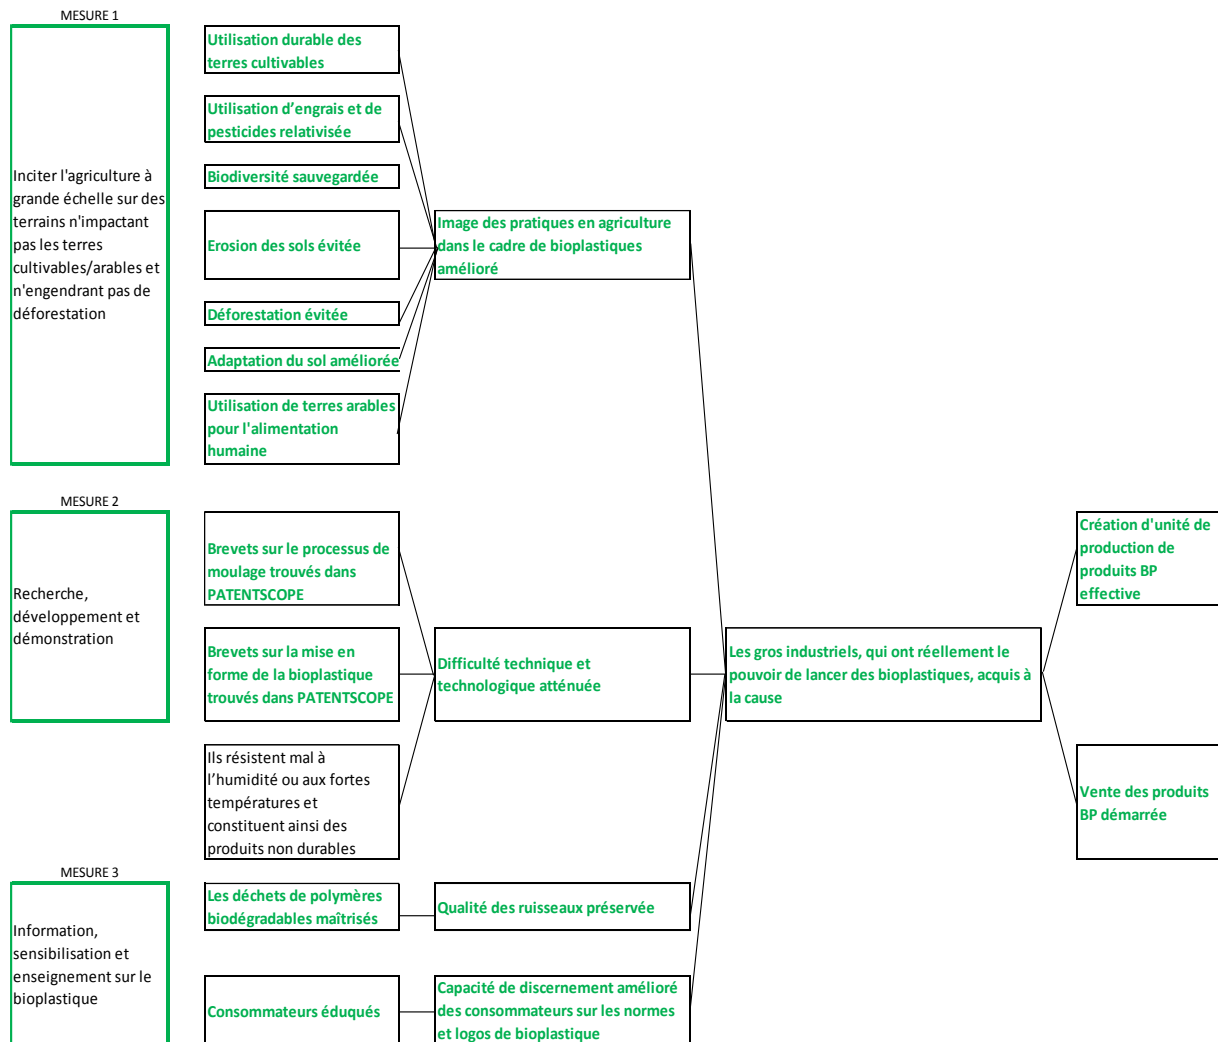 MESURE 1
Inciter l'agriculture à
grande échelle sur des
terrains n'impactant
pas les terres
cultivables/arables et
n'engendrant pas de
déforestation
Utilisation durable des
terres cultivables
Utilisation d’engrais et de
pesticides relativisée
Biodiversité sauvegardée
Erosion des sols évitée
Déforestation évitée
Adaptation du sol améliorée
Utilisation de terres arables
pour l'alimentation
humaine
Image des pratiques en agriculture
dans le cadre de bioplastiques
amélioré
MESURE 2
Recherche,
développement et
démonstration
Brevets sur le processus de
moulage trouvés dans
PATENTSCOPE
Brevets sur la mise en
forme de la bioplastique
trouvés dans PATENTSCOPE
Ils résistent mal à
l’humidité ou aux fortes
températures et
constituent ainsi des
produits non durables
Difficulté technique et
technologique atténuée
Les gros industriels, qui ont réellement le
pouvoir de lancer des bioplastiques, acquis à
la cause
Création d'unité de
production de
produits BP
effective
Vente des produits
BP démarrée
MESURE 3
Information,
sensibilisation et
enseignement sur le
bioplastique
Les déchets de polymères
biodégradables maîtrisés
Qualité des ruisseaux préservée
Consommateurs éduqués
Capacité de discernement amélioré
des consommateurs sur les normes
et logos de bioplastique